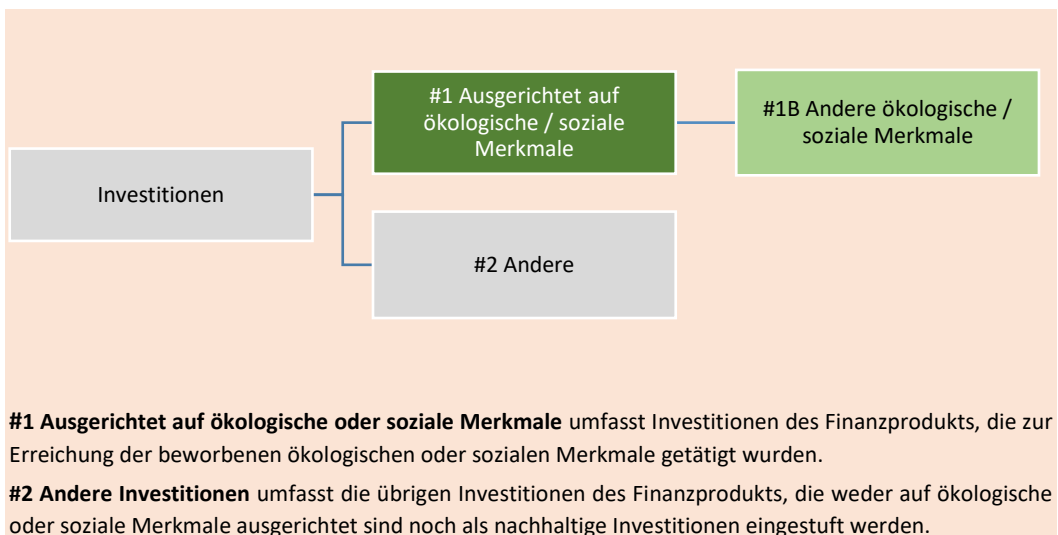 #1 Ausgerichtet auf
ökologische / soziale
Merkmale
#1B Andere ökologische /
soziale Merkmale
Investitionen
#2 Andere
#1 Ausgerichtet auf ökologische oder soziale Merkmale umfasst Investitionen des Finanzprodukts, die zur
Erreichung der beworbenen ökologischen oder sozialen Merkmale getätigt wurden.
#2 Andere Investitionen umfasst die übrigen Investitionen des Finanzprodukts, die weder auf ökologische
oder soziale Merkmale ausgerichtet sind noch als nachhaltige Investitionen eingestuft werden.